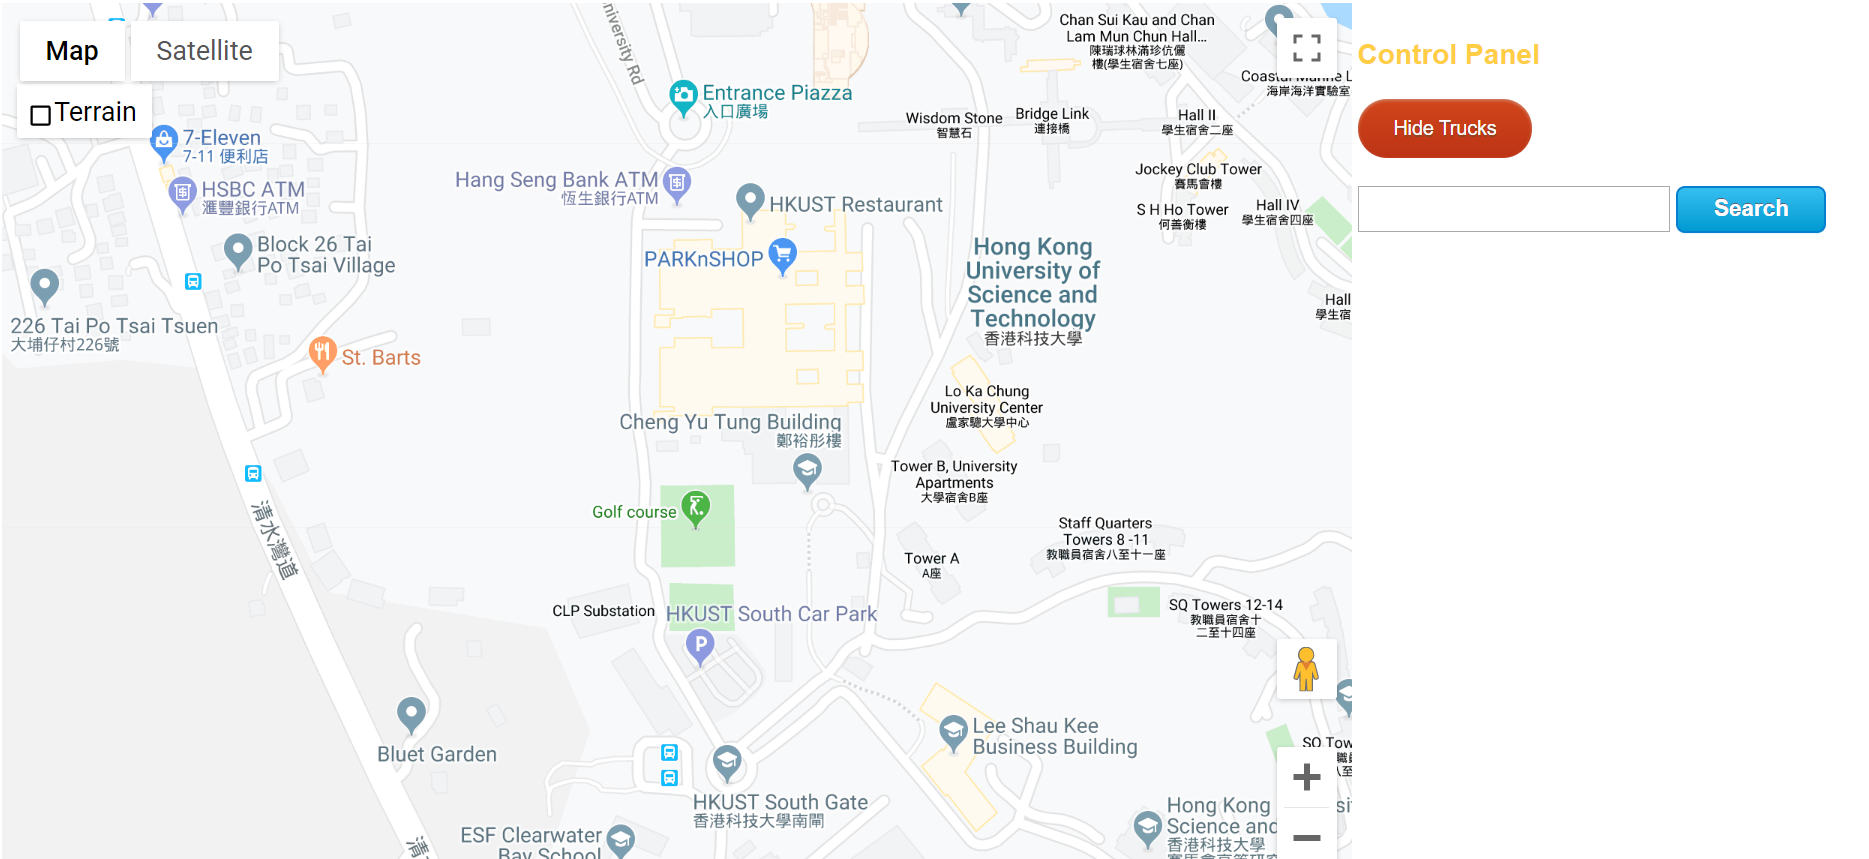 Map
Satellite
Terrain
University Rd
Chan Sui Kau and Chan
Lam Mun Chun Hall...
陳瑞球林滿珍伉儷
樓(學生宿舍七座)
Control Panel
Hide Trucks
Search
海岸海洋實驗室
Entrance Piazza
入口廣場
Wisdom Stone
智慧石
Bridge Link
連接橋
Hall II
學生宿舍二座
7-Eleven
7-11 便利店
HSBC ATM
滙豐銀行ATM
Hang Seng Bank ATM
恆生銀行ATM
HKUST Restaurant
Jockey Club Tower
賽馬會樓
S H Ho Tower
何善衡樓
Hall IV
學生宿舍四座
Block 26 Tai
Po Tsai Village
PARKnSHOP
Hong Kong
University of
Science and
Technology
香港科技大學
Hall
學生宿
226 Tai Po Tsai Tsuen
大埔仔村226號
St. Barts
Lo Ka Chung
University Center
盧家驄大學中心
Cheng Yu Tung Building
鄭裕彤樓
Tower B, University
Apartments
大學宿舍B座
Golf course
清水灣道
Staff Quarters
Towers 8 -11
教職員宿舍八至十一座
Tower A
A座
CLP Substation
HKUST South Car Park
P
SQ Towers 12-14
教職員宿舍十
二至十四座
Bluet Garden
Lee Shau Kee
Business Building
SQ Tow
HKUST South Gate
香港科技大學南閘
ESF Clearwater
Bay School
Hong Kong
Science and
香港科技大學